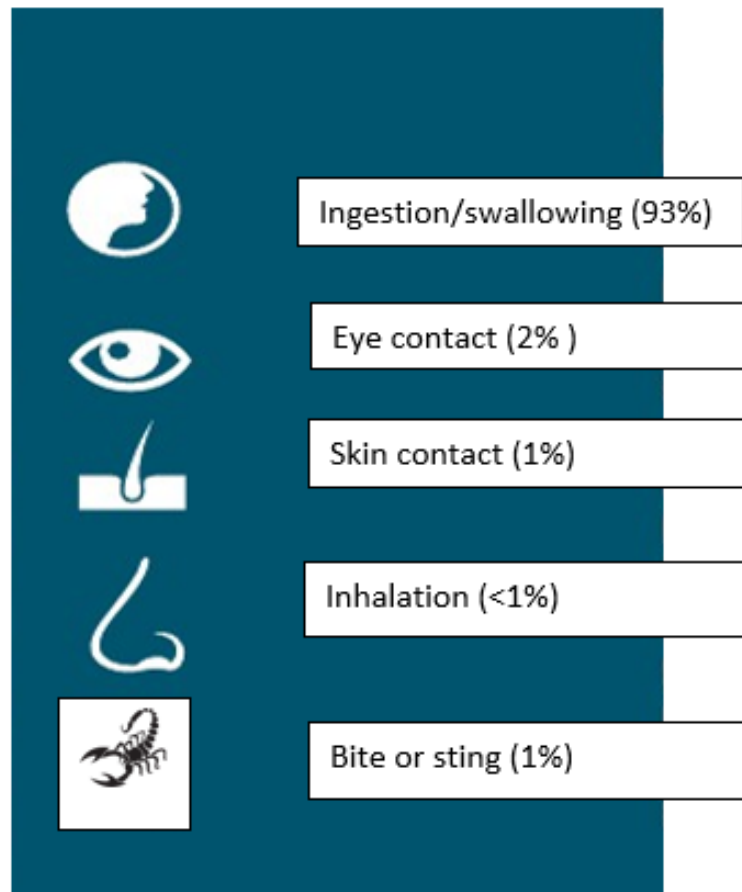 Ingestion/swallowing (93%)
Eye contact (2% )
Skin contact (1%)
Inhalation (<1%)
Bite or sting (1%)